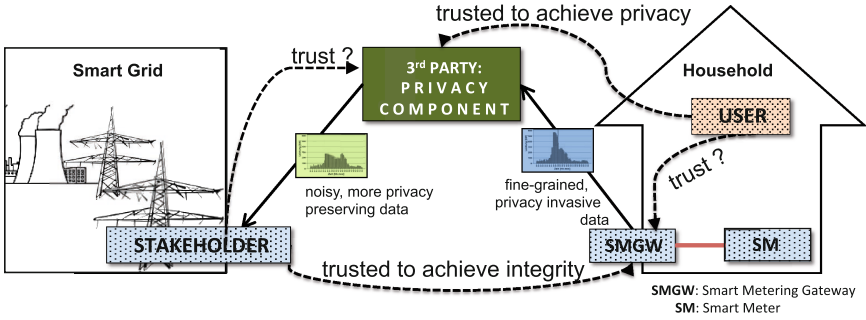 trusted to achieve privacy
Smart Grid
trust ?
3rd PARTY:
PRIVACY
COMPONENT
Household
USER
trust ?
noisy, more privacy
preserving data
fine-grained,
privacy invasive
data
STAKEHOLDER
SMGW
SM
trusted to achieve integrity
SMGW: Smart Metering Gateway
SM: Smart Meter